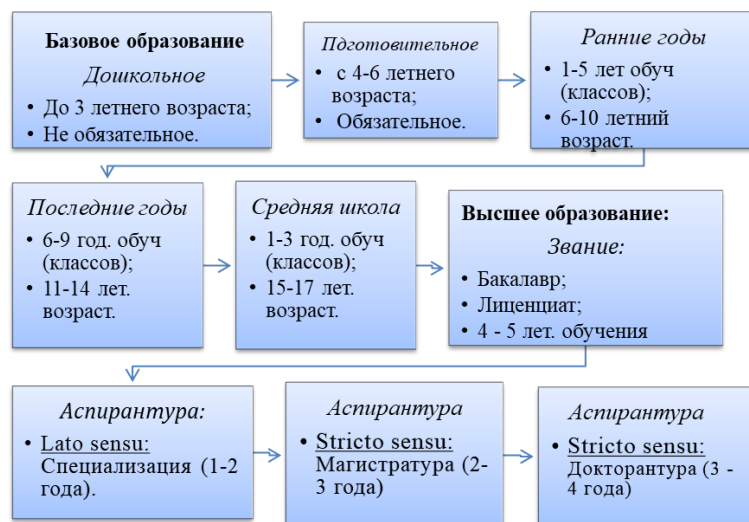 Базовое образование
Дошкольное
• До 3 летнего возраста;
• Не обязательное.
Пдготовительное
• с 4-6 летнего
возраста;
• Обязательное.
Ранние годы
• 1-5 лет обуч
(классов);
• 6-10 летний
возраст.
Последние годы
• 6-9 год. обуч
(классов);
• 11-14 лет.
возраст.
Средняя школа
• 1-3 год. обуч
(классов);
• 15-17 лет.
возраст.
Высшее образование:
Звание:
• Бакалавр;
• Лиценциат;
• 4 - 5 лет. обучения
Аспирантура:
• Lato sensu:
Специализация (1-2
года).
Аспирантура
• Stricto sensu:
Магистратура (2-
3 года)
Аспирантура
• Stricto sensu:
Докторантура (3 -
4 года)